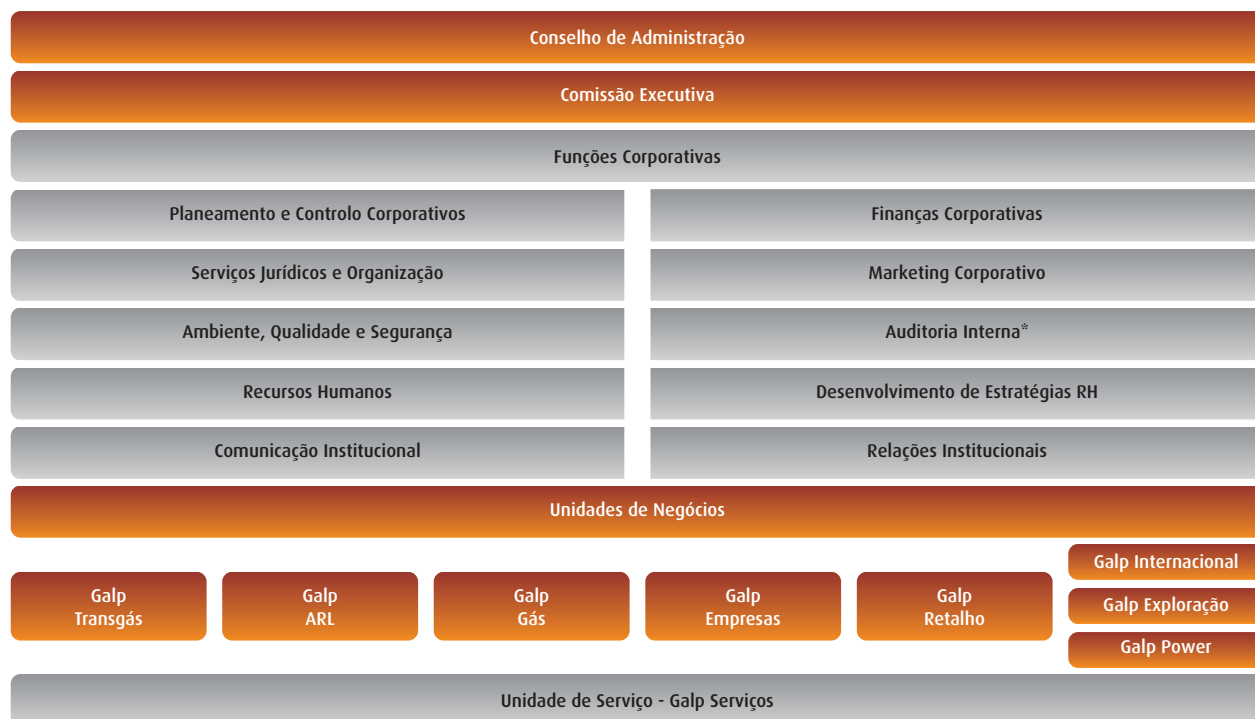 Conselho de Administração
Comissão Executiva
Funções Corporativas
Planeamento e Controlo Corporativos
Finanças Corporativas
Serviços Jurídicos e Organização
Marketing Corporativo
Ambiente, Qualidade e Segurança
Auditoria Interna*
Recursos Humanos
Desenvolvimento de Estratégias RH
Comunicação Institucional
Relações Institucionais
Unidades de Negócios
Galp
Transgás
Galp
ARL
Galp
Gás
Galp
Empresas
Galp
Retalho
Galp Internacional
Galp Exploração
Galp Power
Unidade de Serviço - Galp Serviços